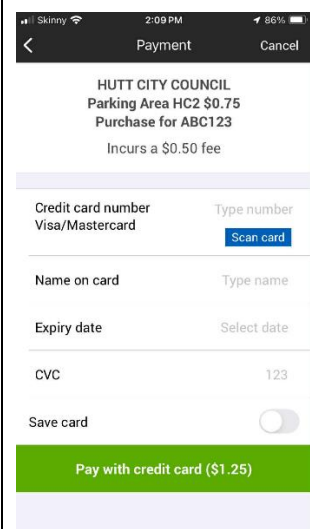 Skinny 2:09 PM 86%
Payment Cancel
HUTT CITY COUNCIL
Parking Area HC2 $0.75
Purchase for ABC123
Incurs a $0.50 fee
Credit card number Type number
Visa/Mastercard
Scan card
Name on card Type name
Expiry date Select date
CVC 123
Save card
Pay with credit card ($1.25)